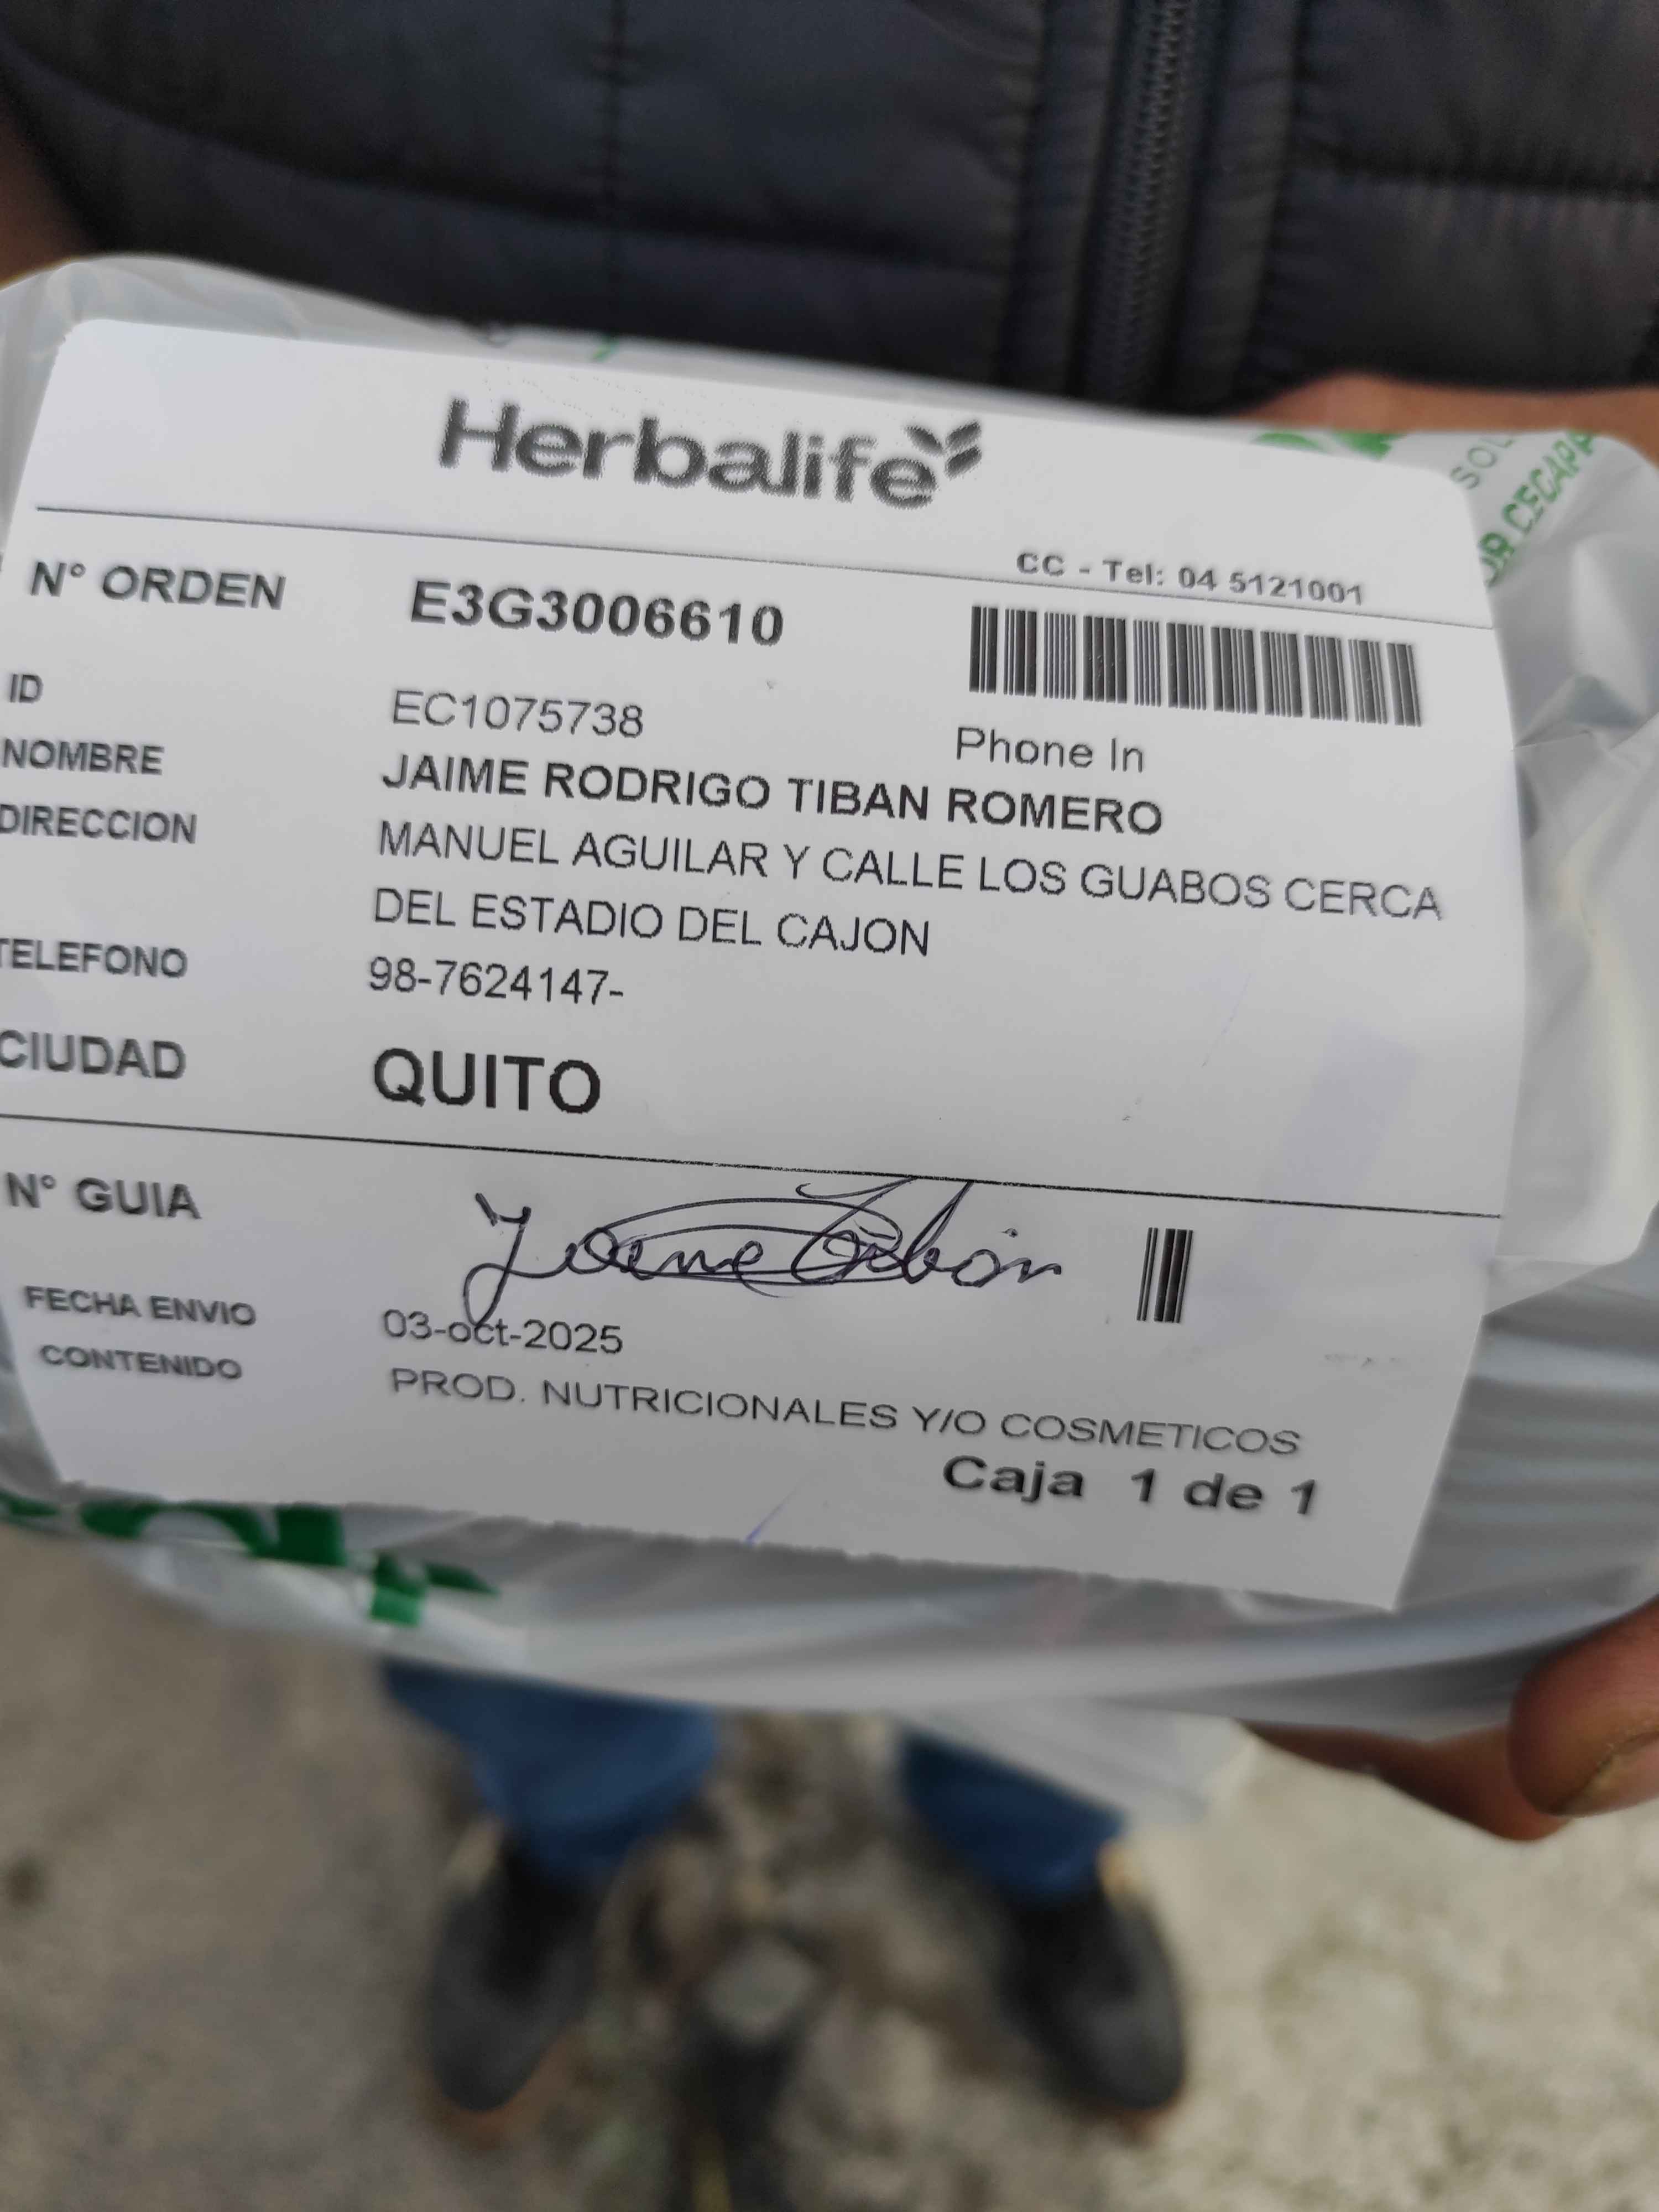 Herbalife
CC - Tel: 04 5121001
N° ORDEN E3G3006610
ID EC1075738 Phone In
NOMBRE JAIME RODRIGO TIBAN ROMERO
DIRECCION MANUEL AGUILAR Y CALLE LOS GUABOS CERCA
DEL ESTADIO DEL CAJON
TELEFONO 98-7624147-
CIUDAD QUITO
N° GUIA Jaime Tibán
FECHA ENVIO 03-oct-2025
CONTENIDO PROD. NUTRICIONALES Y/O COSMETICOS
Caja 1 de 1